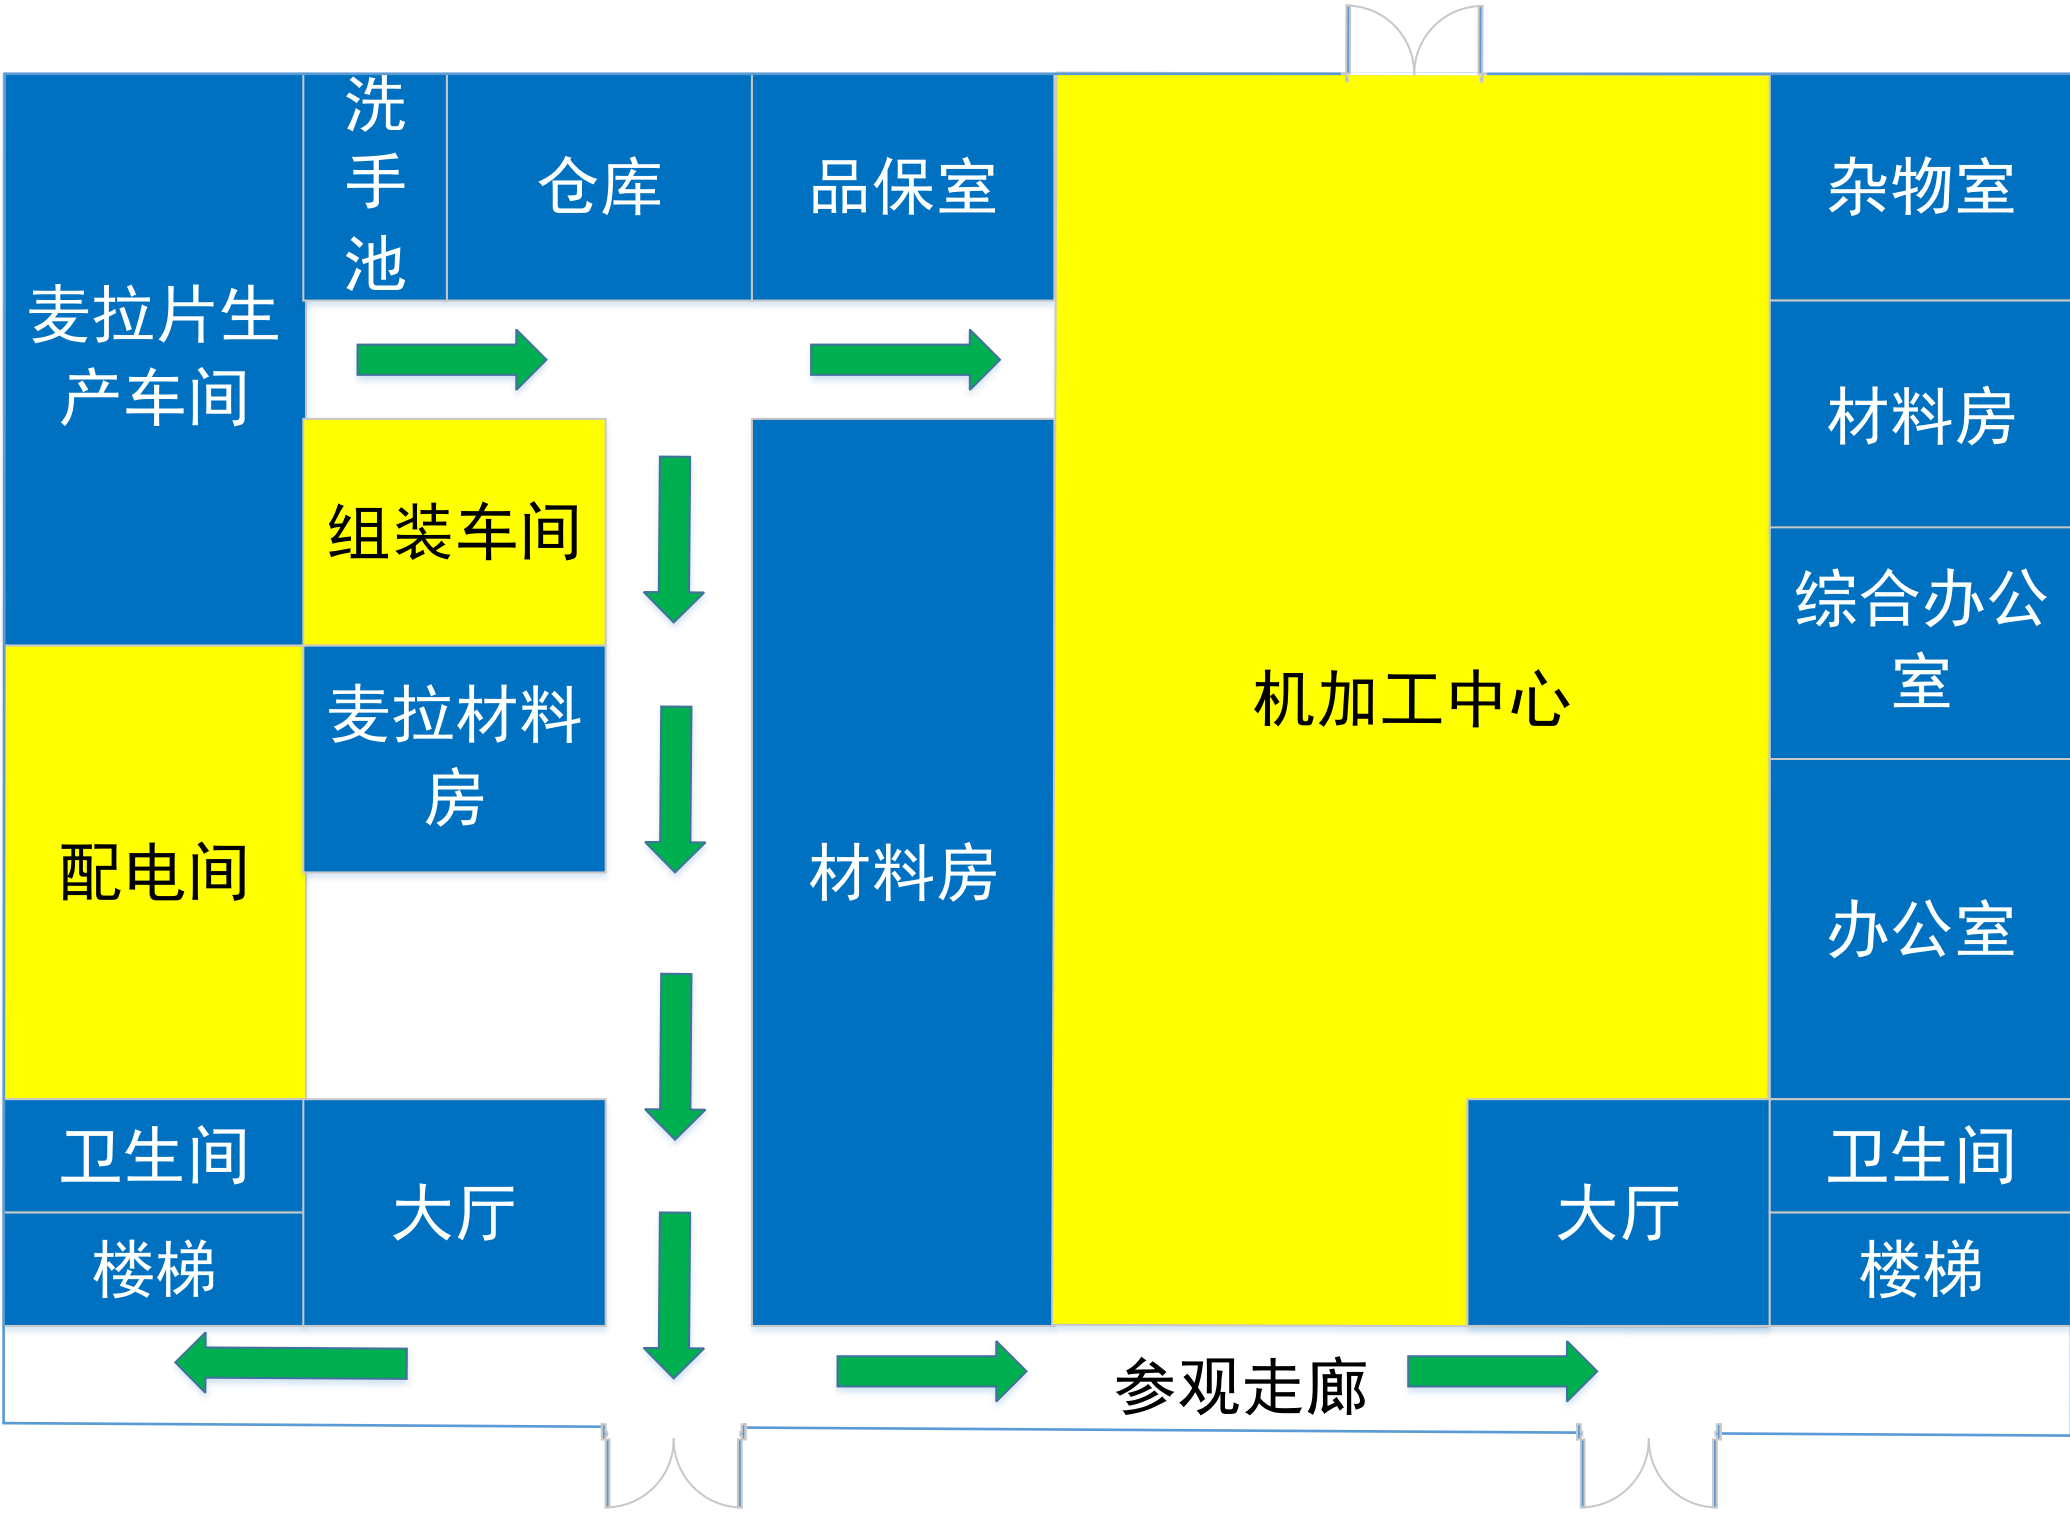 洗
手
池
仓库
品保室
杂物室
麦拉片生
产车间
材料房
组装车间
综合办公
室
麦拉材料
房
机加工中心
配电间
材料房
办公室
卫生间
大厅
楼梯
大厅
卫生间
楼梯
参观走廊